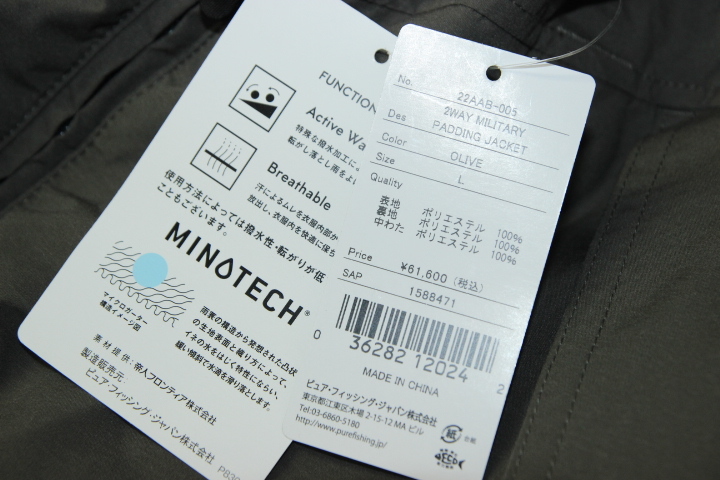 FUNCTION
Active Wa
特殊な撥水加工に。
転がし落とし雨をよ
Breathable
汗によるムレを衣服内部か
放出し、衣服内を快適に保ち
使用方法によっては撥水性・転がりが低
こともございます。
MINOTECH®
マイクロガーター
構造イメージ図
雨蓑の構造から発想された凸状
の生地表面と織り方によって、
イネの水をはじく特性にならい、
緩い傾斜で水滴を滑り落とします。
素材提供:帝人フロンティア株式会社
製造販売元
ピュア・フィッシング・ジャパン株式会社
No. 22AAB-005
Des 2WAY MILITARY
PADDING JACKET
Color OLIVE
Size L
Quality
表地 ポリエステル 100%
裏地 ポリエステル 100%
中わた ポリエステル 100%
Price ¥61,600 (税込)
SAP 1588471
0 36282 12024 2
MADE IN CHINA
ピュア・フィッシング・ジャパン株式会社
東京都江東区木場 2-15-12 MA ビル
Tel:03-6860-5180
http://www.purefishing.jp/
紙
ECO